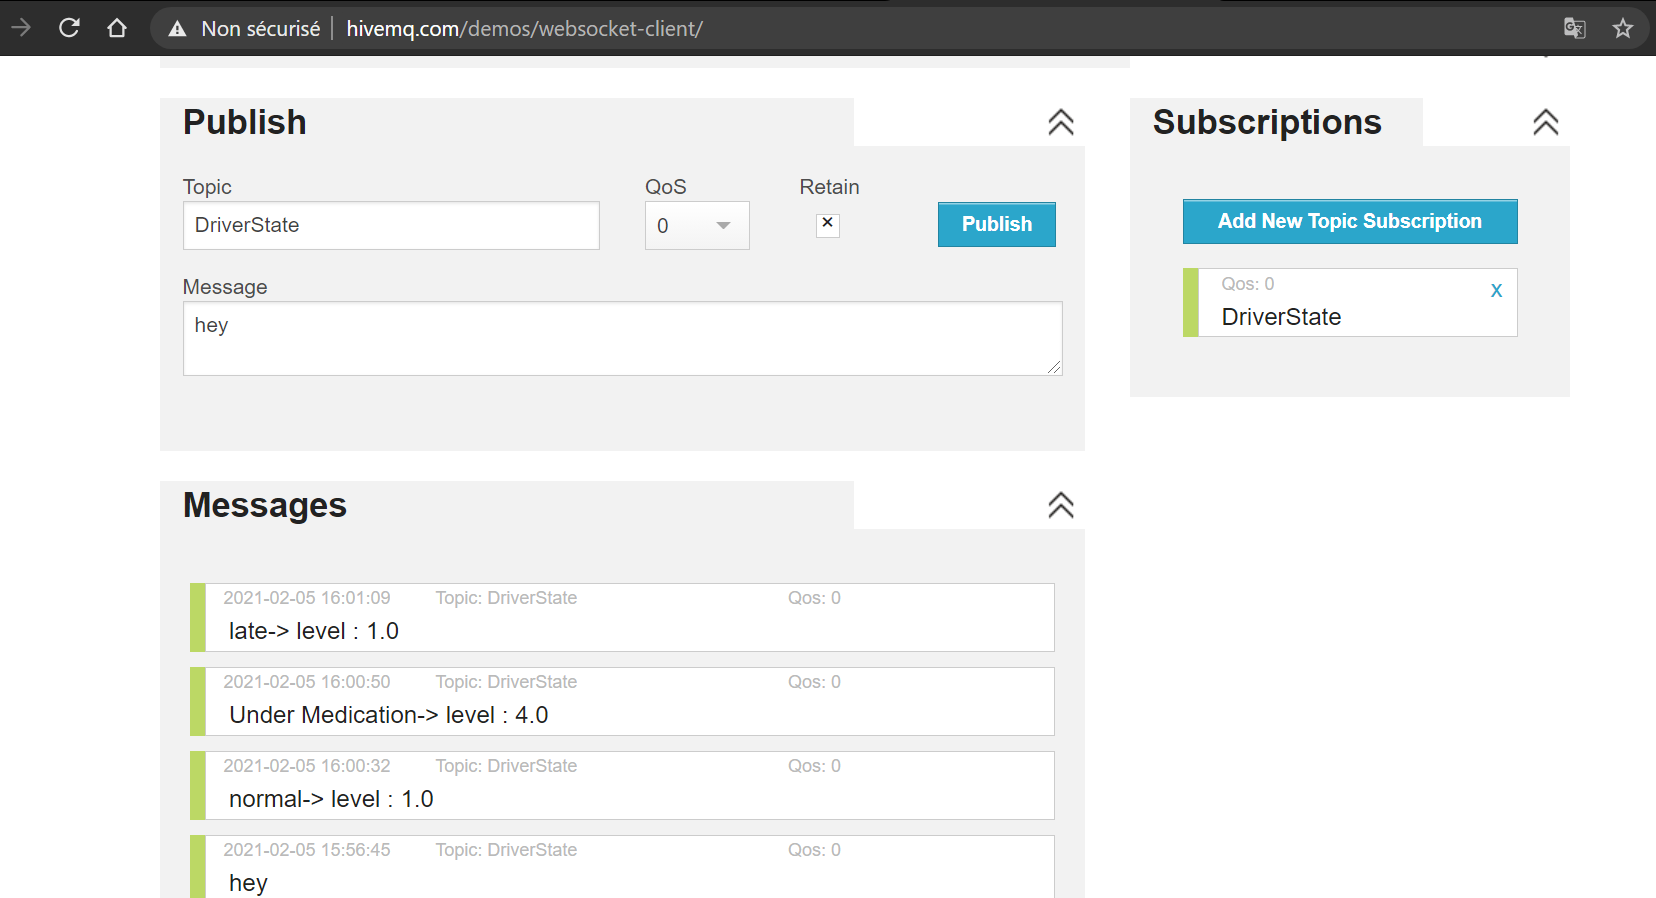 Non sécurisé hivemq.com/demos/websocket-client/
Publish
Topic QoS Retain
DriverState 0 Publish
Message
hey
Subscriptions
Add New Topic Subscription
Qos: 0 x
DriverState
Messages
2021-02-05 16:01:09 Topic: DriverState Qos: 0
late-> level : 1.0
2021-02-05 16:00:50 Topic: DriverState Qos: 0
Under Medication-> level : 4.0
2021-02-05 16:00:32 Topic: DriverState Qos: 0
normal-> level : 1.0
2021-02-05 15:56:45 Topic: DriverState Qos: 0
hey